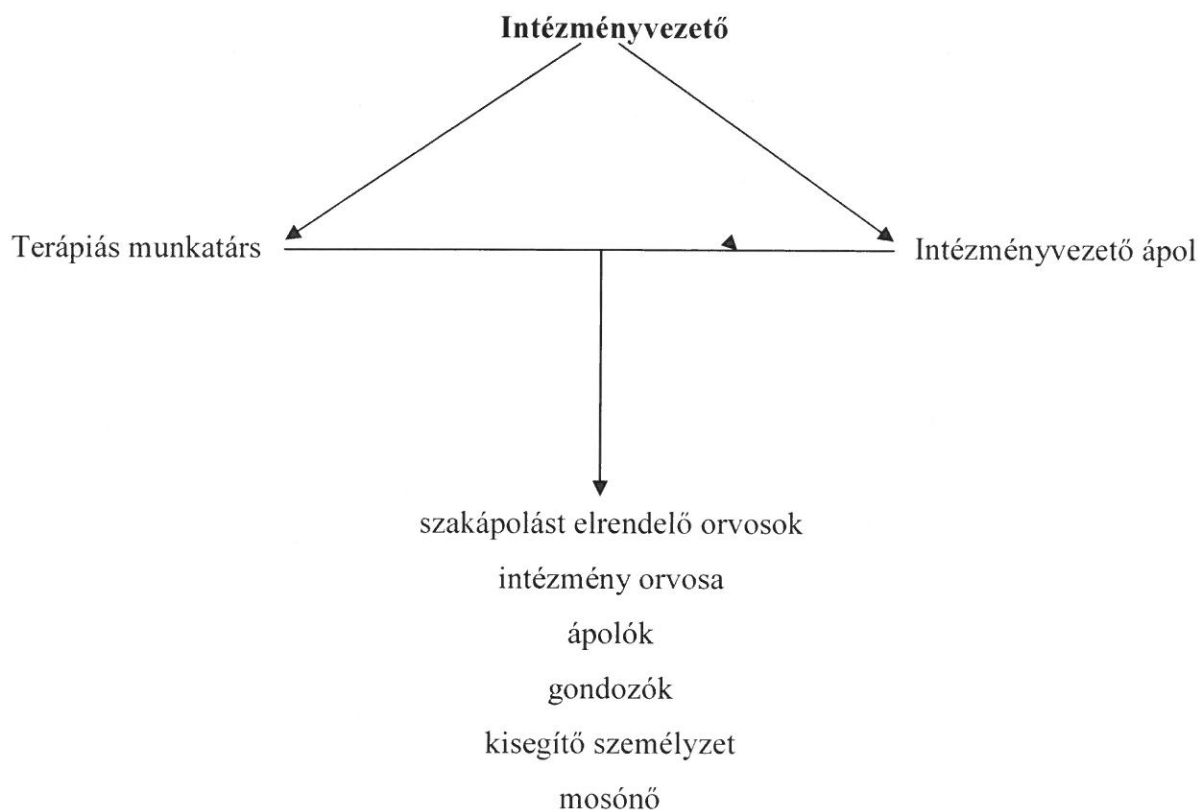 Intézményvezető
Terápiás munkatárs
Intézményvezető ápol
szakápolást elrendelő orvosok
intézmény orvosa
ápolók
gondozók
kisegítő személyzet
mosónő